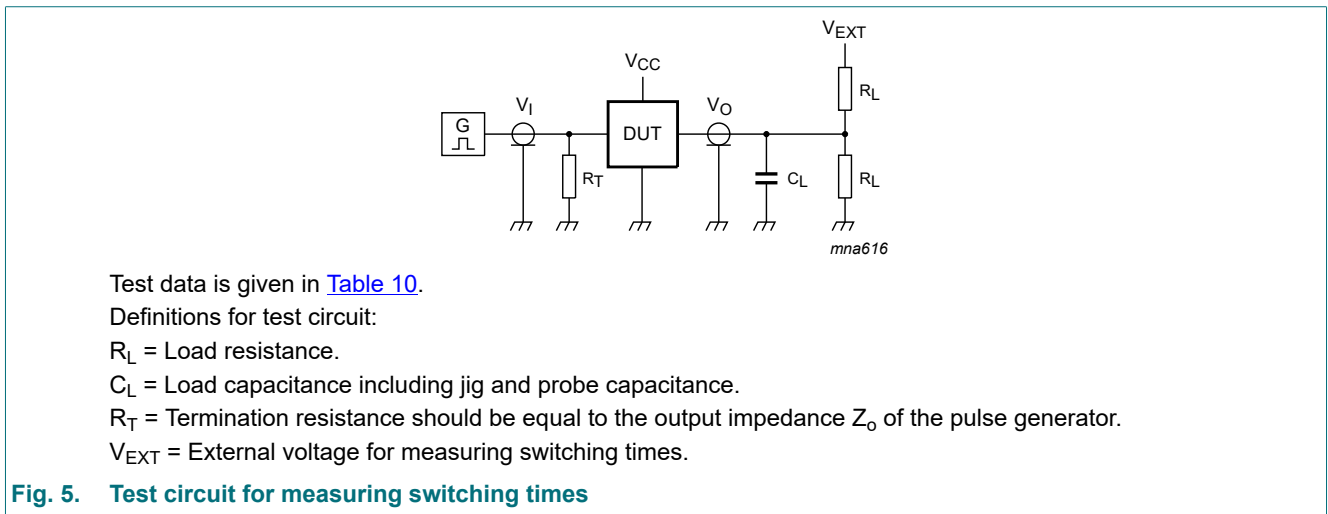 VEXT
VCC
RL
VI
VO
G
DUT
RT
CL
RL
mna616
Test data is given in Table 10.
Definitions for test circuit:
RL = Load resistance.
CL = Load capacitance including jig and probe capacitance.
RT = Termination resistance should be equal to the output impedance Zo of the pulse generator.
VEXT = External voltage for measuring switching times.
Fig. 5. Test circuit for measuring switching times